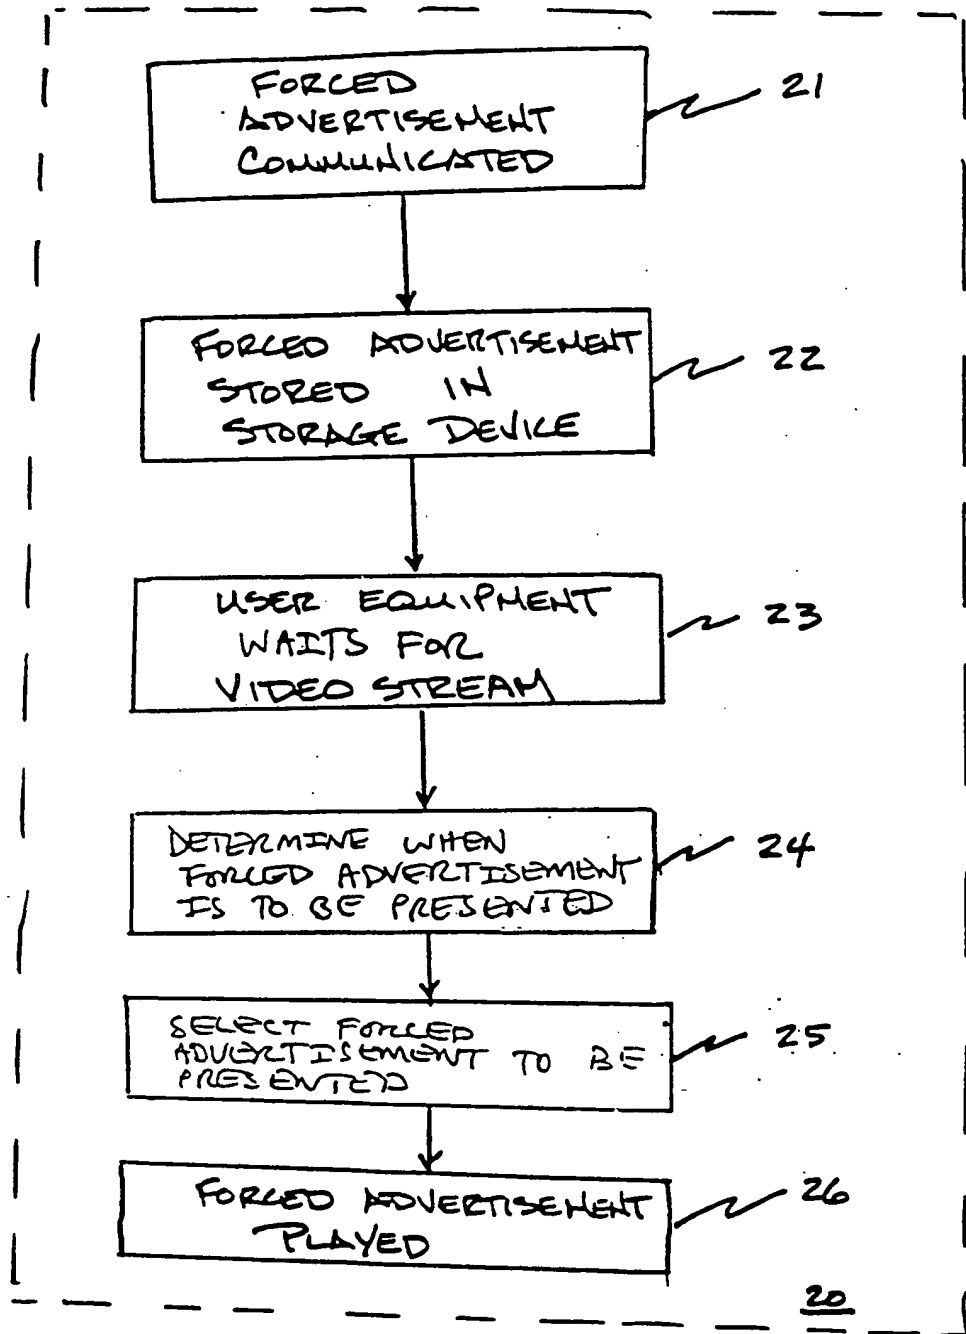 FORCED
ADVERTISEMENT
COMMUNICATED
21
FORCED ADVERTISEMENT
STORED IN
STORAGE DEVICE
22
USER EQUIPMENT
WAITS FOR
VIDEO STREAM
23
DETERMINE WHEN
FORCED ADVERTISEMENT
IS TO BE PRESENTED
24
SELECT FORCED
ADVERTISEMENT TO BE
PRESENTED
25
FORCED ADVERTISEMENT
PLAYED
26
20